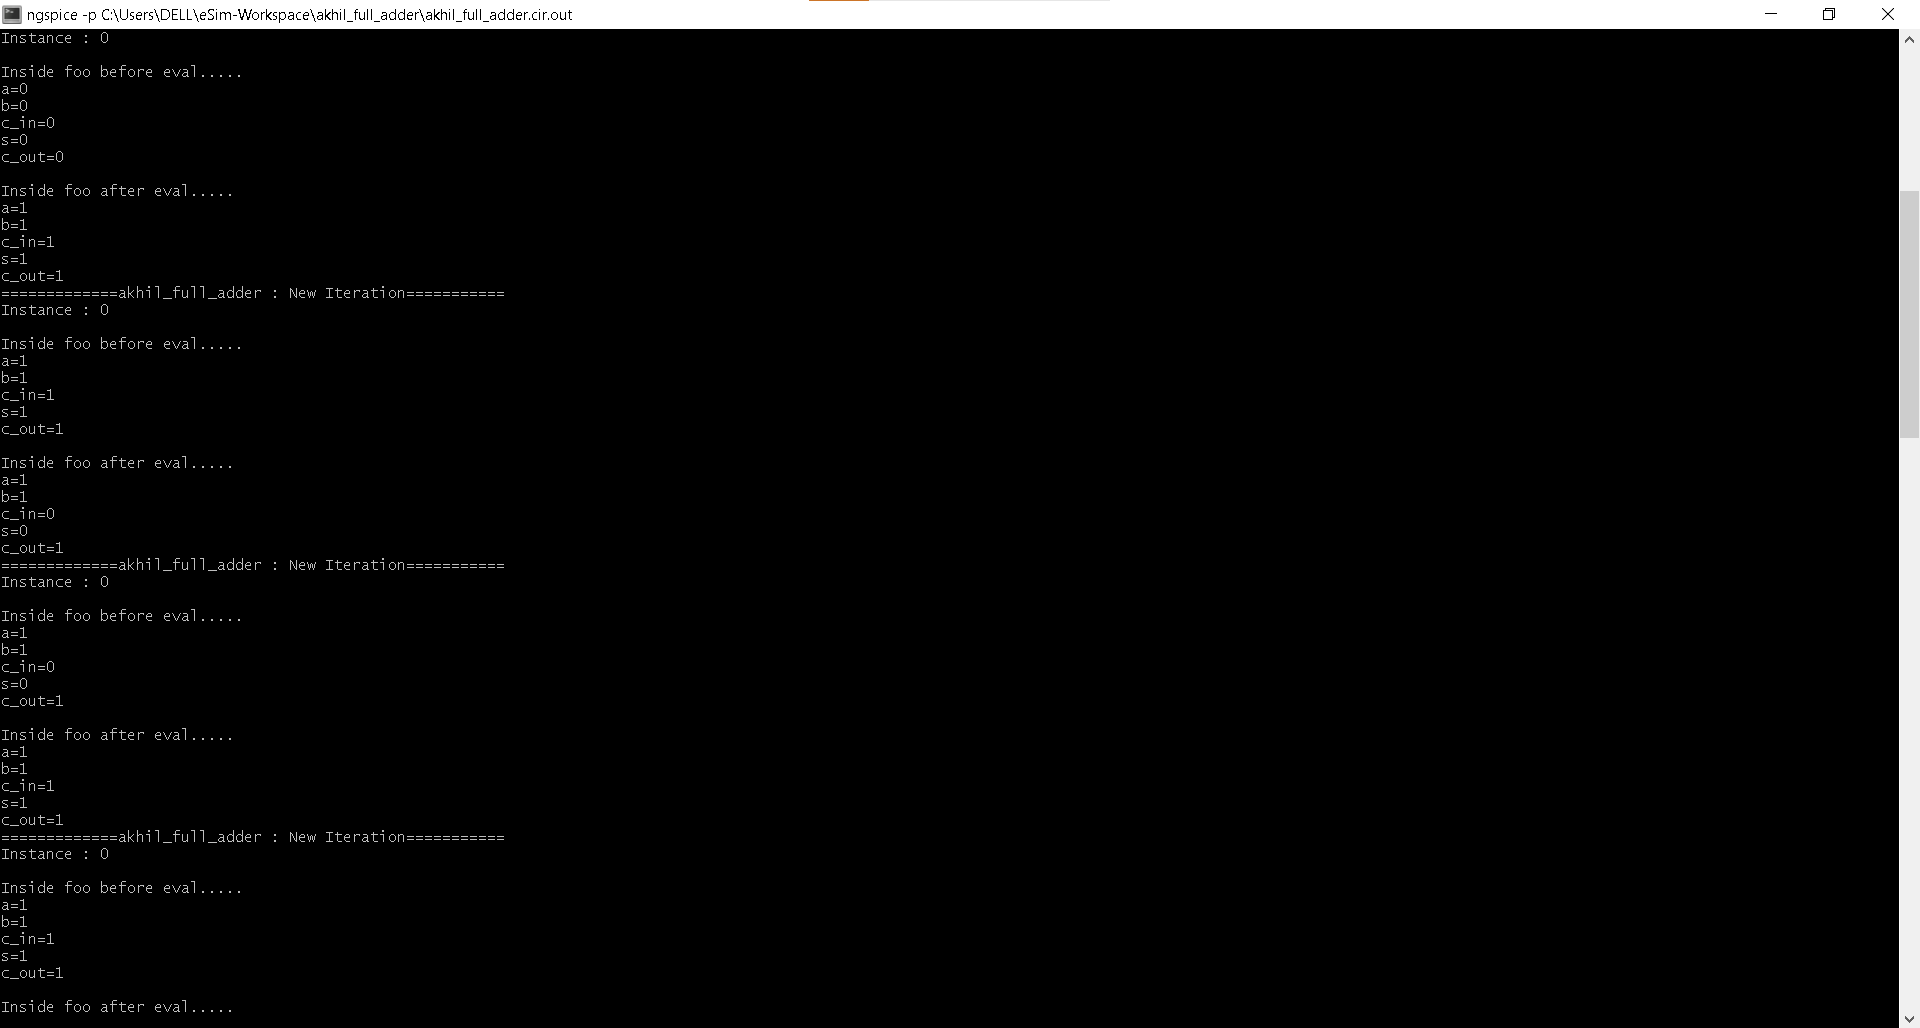 ngspice -p C:\Users\DELL\eSim-Workspace\akhil_full_adder\akhil_full_adder.cir.out
Instance : 0
Inside foo before eval.....
a=0
b=0
c_in=0
s=0
c_out=0
Inside foo after eval.....
a=1
b=1
c_in=1
s=1
c_out=1
=============akhil_full_adder : New Iteration===========
Instance : 0
Inside foo before eval.....
a=1
b=1
c_in=1
s=1
c_out=1
Inside foo after eval.....
a=1
b=1
c_in=0
s=0
c_out=1
=============akhil_full_adder : New Iteration===========
Instance : 0
Inside foo before eval.....
a=1
b=1
c_in=0
s=0
c_out=1
Inside foo after eval.....
a=1
b=1
c_in=1
s=1
c_out=1
=============akhil_full_adder : New Iteration===========
Instance : 0
Inside foo before eval.....
a=1
b=1
c_in=1
s=1
c_out=1
Inside foo after eval.....